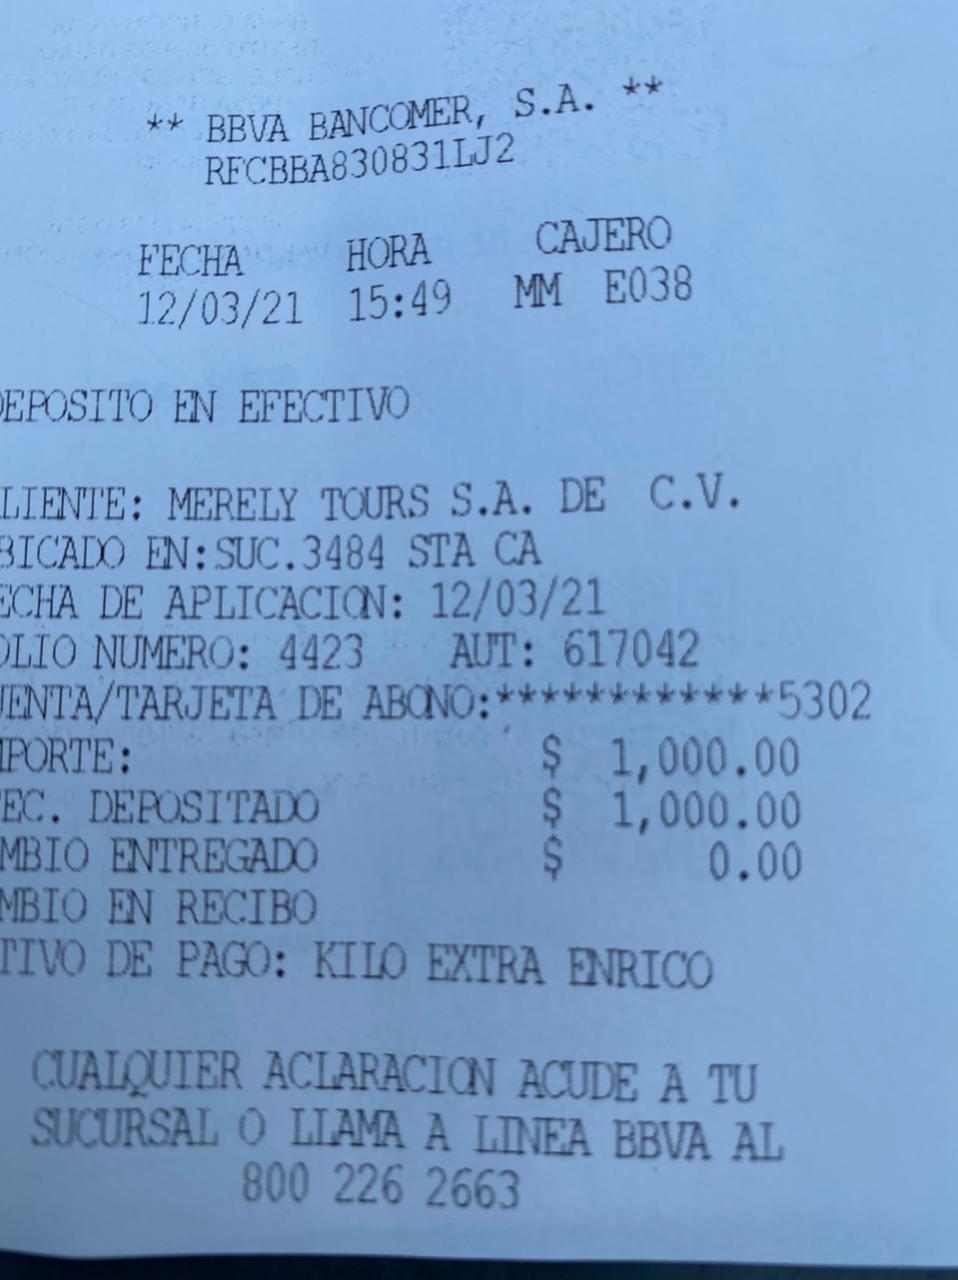 ** BBVA BANCOMER, S.A. **
RFCBBA830831LJ2
FECHA HORA CAJERO
12/03/21 15:49 MM E038
DEPOSITO EN EFECTIVO
LIENTE: MERELY TOURS S.A. DE C.V.
BICADO EN:SUC.3484 STA CA
ECHA DE APLICACION: 12/03/21
OLIO NUMERO: 4423 AUT: 617042
UENTA/TARJETA DE ABONO:************5302
MPORTE: $ 1,000.00
EC. DEPOSITADO $ 1,000.00
MBIO ENTREGADO $ 0.00
MBIO EN RECIBO
TIVO DE PAGO: KILO EXTRA ENRICO
CUALQUIER ACLARACION ACUDE A TU
SUCURSAL O LLAMA A LINEA BBVA AL
800 226 2663